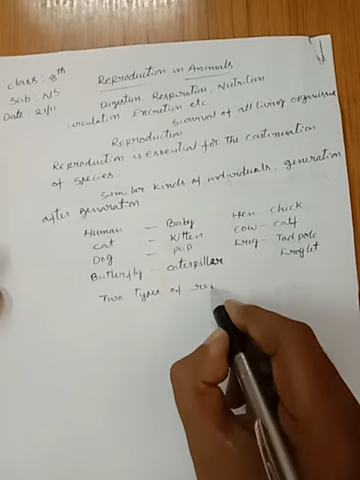 Class: 8th
Sub: NS
Date 21/11
Reproduction in Animals
Digestion, Respiration, Nutrition
Circulation Excretion etc
Survival of all living organisms
Reproduction
Reproduction is essential for the continuation
of species
Similar kinds of individuals, generation
after generation
Human — Baby
Cat — Kitten
Dog — pup
Butterfly - caterpillar
Hen - chick
Cow - calf
Frog - Tadpole
Froglet
Two types of